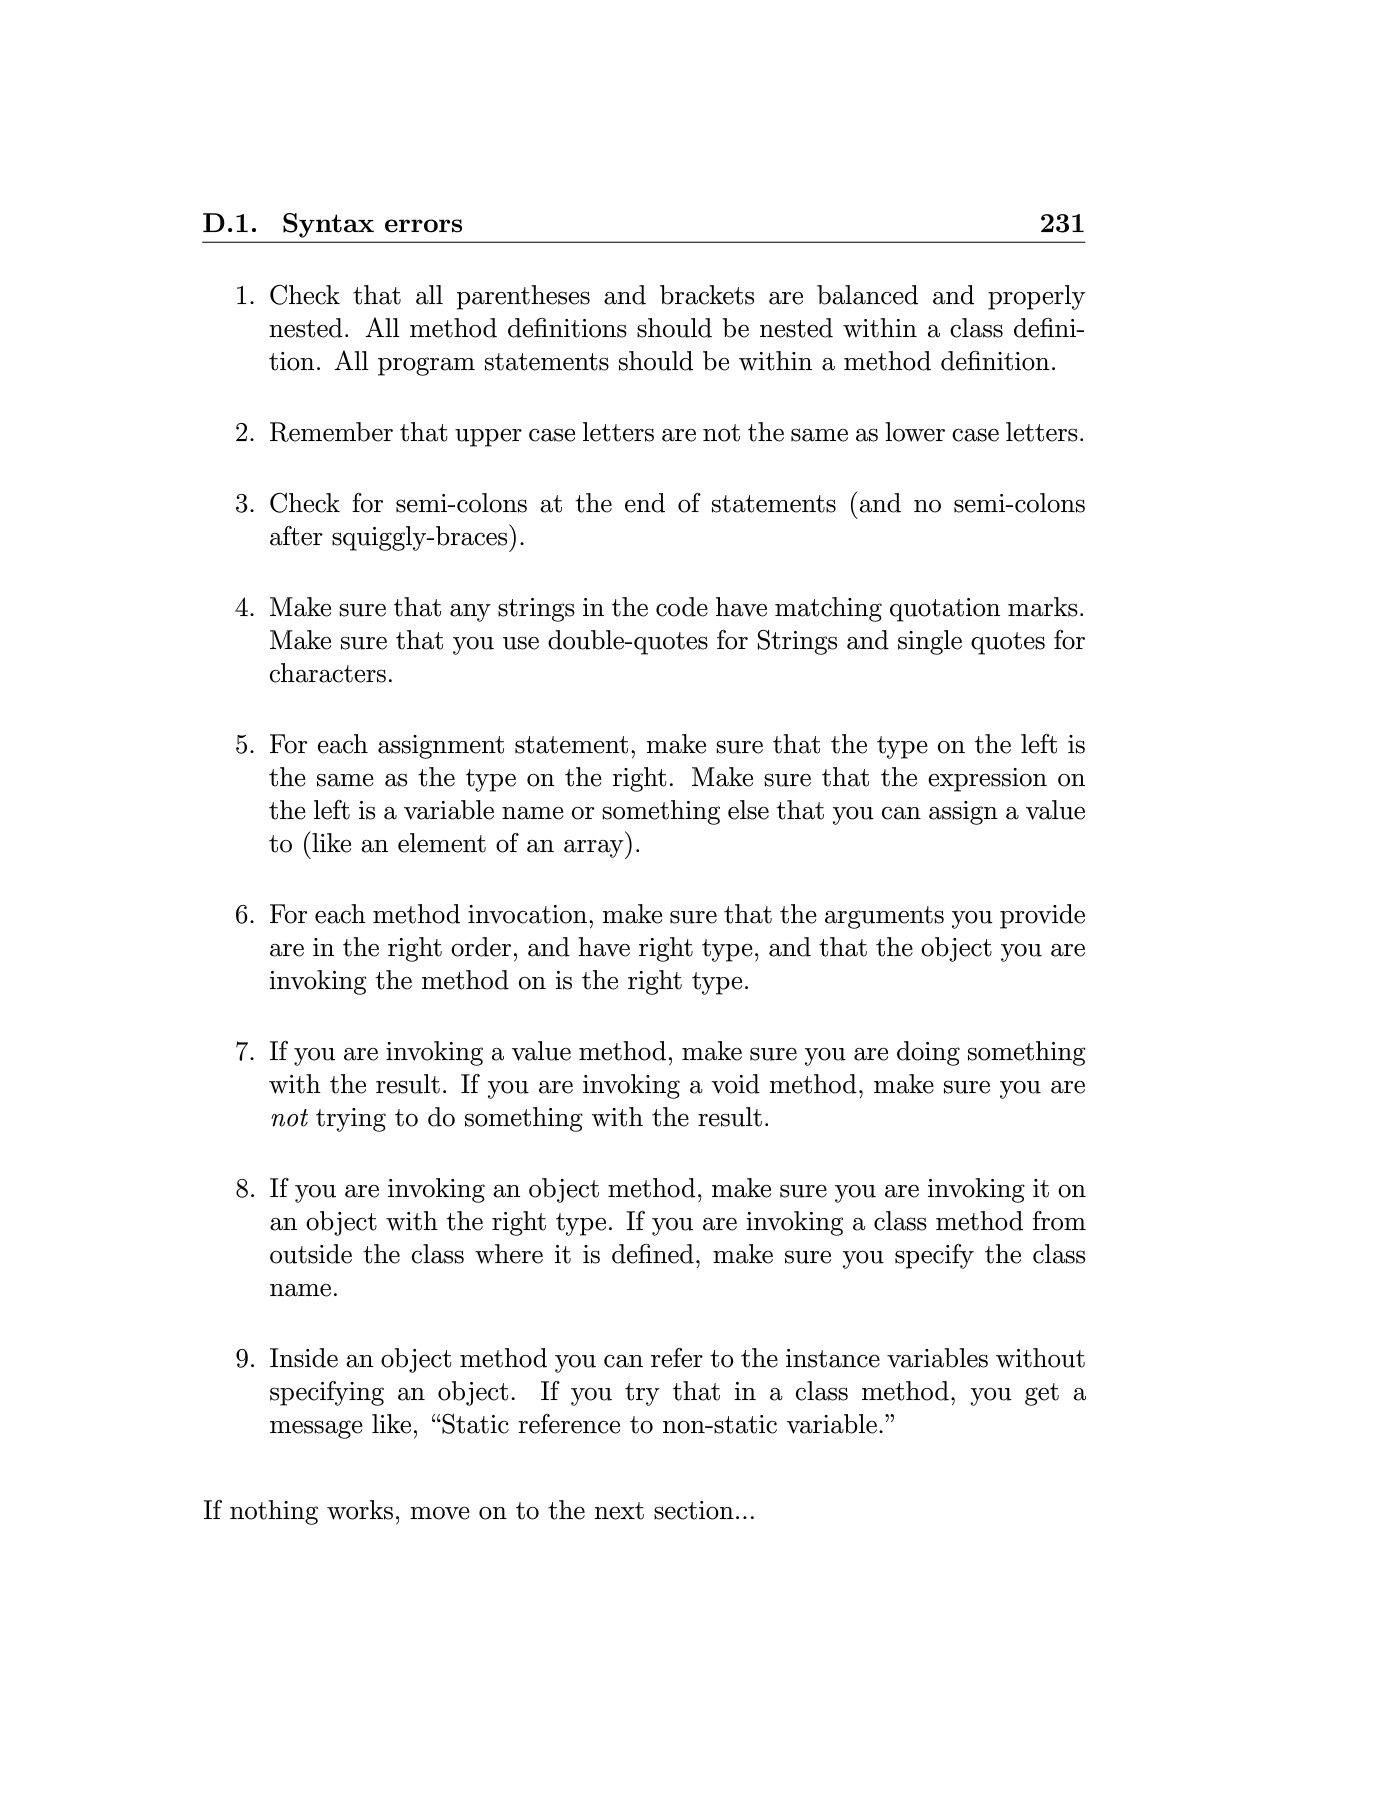 D.1. Syntax errors 231
1. Check that all parentheses and brackets are balanced and properly
nested. All method definitions should be nested within a class defini-
tion. All program statements should be within a method definition.
2. Remember that upper case letters are not the same as lower case letters.
3. Check for semi-colons at the end of statements (and no semi-colons
after squiggly-braces).
4. Make sure that any strings in the code have matching quotation marks.
Make sure that you use double-quotes for Strings and single quotes for
characters.
5. For each assignment statement, make sure that the type on the left is
the same as the type on the right. Make sure that the expression on
the left is a variable name or something else that you can assign a value
to (like an element of an array).
6. For each method invocation, make sure that the arguments you provide
are in the right order, and have right type, and that the object you are
invoking the method on is the right type.
7. If you are invoking a value method, make sure you are doing something
with the result. If you are invoking a void method, make sure you are
not trying to do something with the result.
8. If you are invoking an object method, make sure you are invoking it on
an object with the right type. If you are invoking a class method from
outside the class where it is defined, make sure you specify the class
name.
9. Inside an object method you can refer to the instance variables without
specifying an object. If you try that in a class method, you get a
message like, “Static reference to non-static variable.”
If nothing works, move on to the next section...